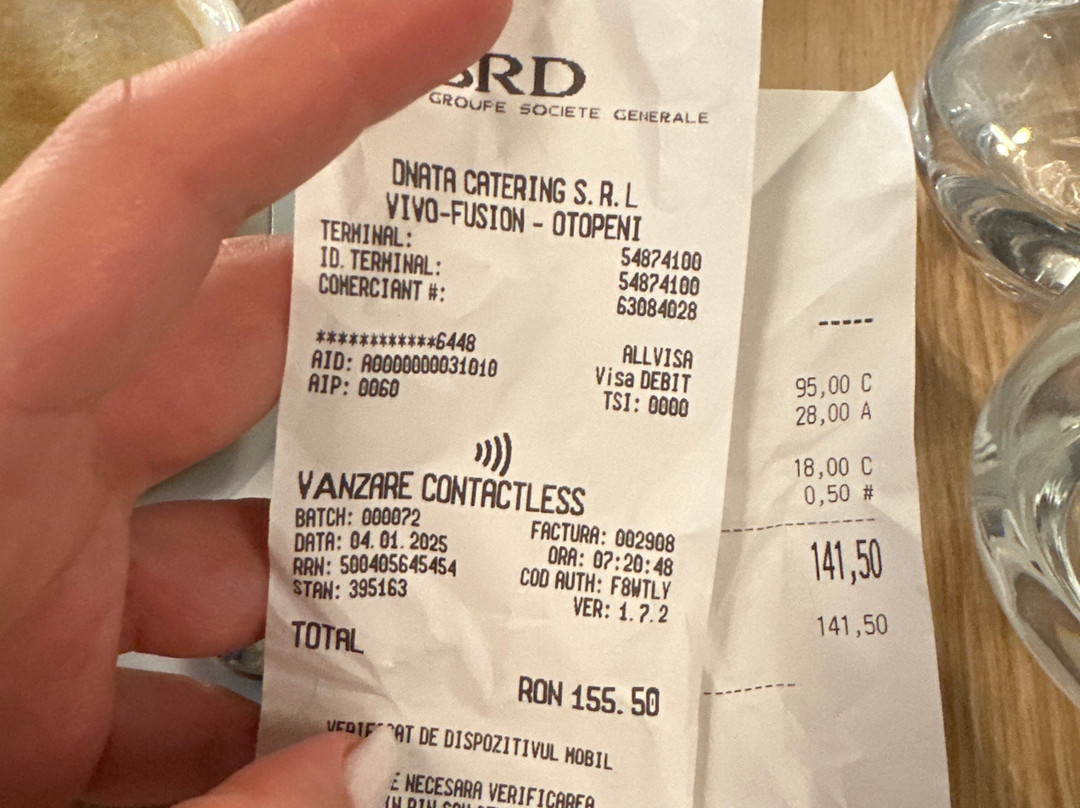 BRD
GROUPE SOCIETE GENERALE
DNATA CATERING S.R.L
VIVO-FUSION - OTOPENI
TERMINAL: 54874100
ID. TERMINAL: 54874100
COMERCIANT #: 63084028
************6448 ALLVISA
AID: A0000000031010 Visa DEBIT
AIP: 0060 TSI: 0000
VANZARE CONTACTLESS
BATCH: 000072 FACTURA: 002908
DATA: 04.01.2025 ORA: 07:20:48
RRN: 500405645454 COD AUTH: F8WTLY
STAN: 395163 VER: 1.7.2
TOTAL
RON 155.50
VERIFICAT DE DISPOZITIVUL MOBIL
E NECESARA VERIFICAREA
95,00 C
28,00 A
18,00 C
0,50 #
141,50
141,50